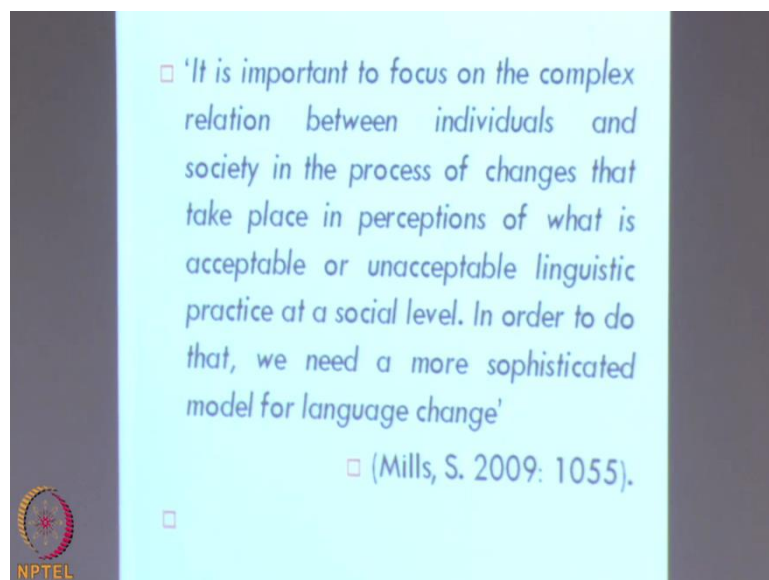 'It is important to focus on the complex
relation between individuals and
society in the process of changes that
take place in perceptions of what is
acceptable or unacceptable linguistic
practice at a social level. In order to do
that, we need a more sophisticated
model for language change'
(Mills, S. 2009: 1055).
NPTEL